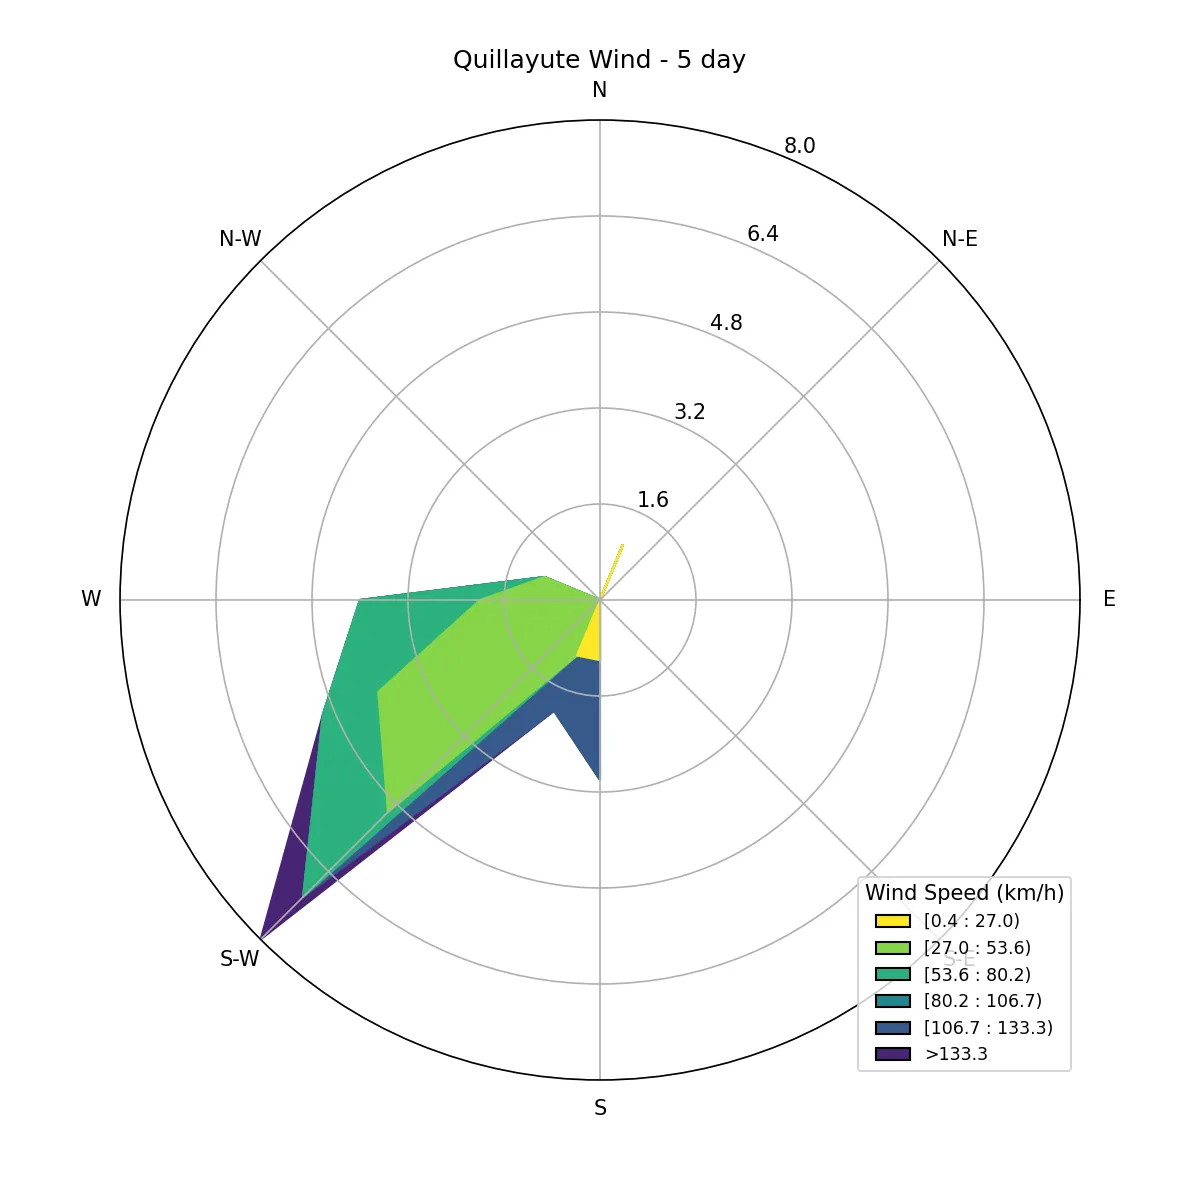 Quillayute Wind - 5 day
N
8.0
N-W
6.4
N-E
4.8
3.2
1.6
W
E
Wind Speed (km/h)
[0.4 : 27.0)
[27.0 : 53.6)
S-W
S-E
[53.6 : 80.2)
[80.2 : 106.7)
[106.7 : 133.3)
>133.3
S